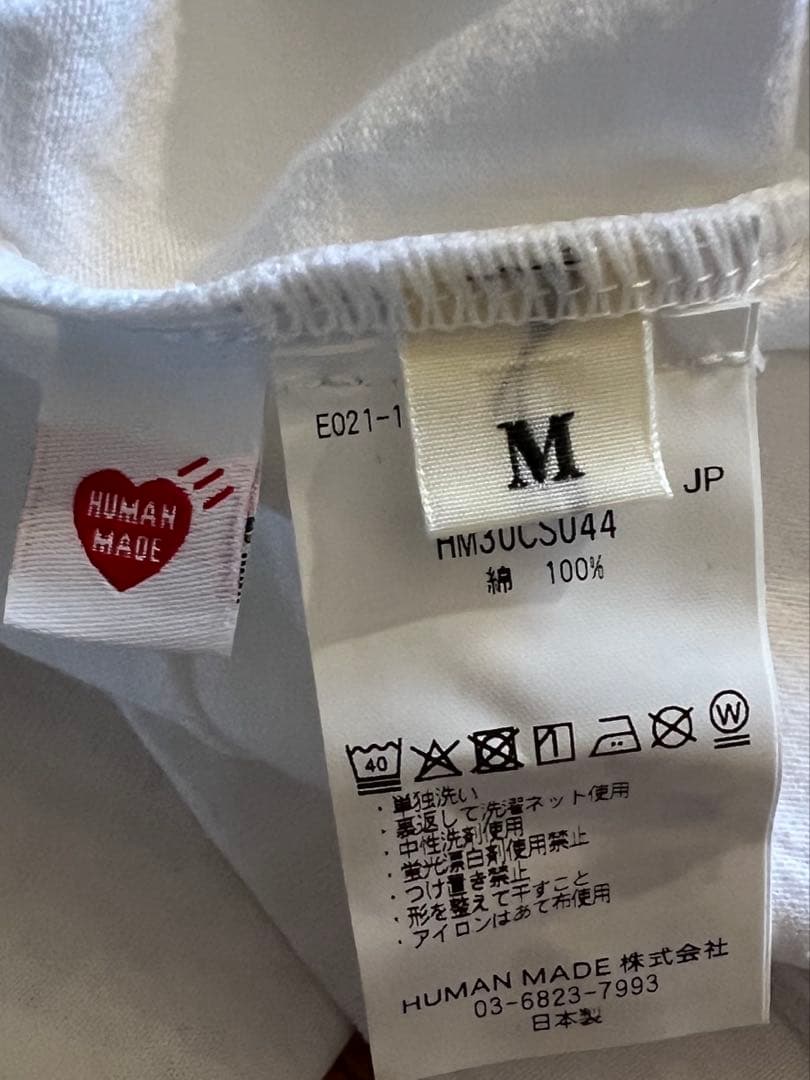 HUMAN
MADE
E021-1
M
JP
HM30CS044
綿 100%
40
W
・単独洗い
・裏返して洗濯ネット使用
・中性洗剤使用
・蛍光漂白剤使用禁止
・つけ置き禁止
・形を整えて干すこと
・アイロンはあて布使用
HUMAN MADE 株式会社
03-6823-7993
日本製